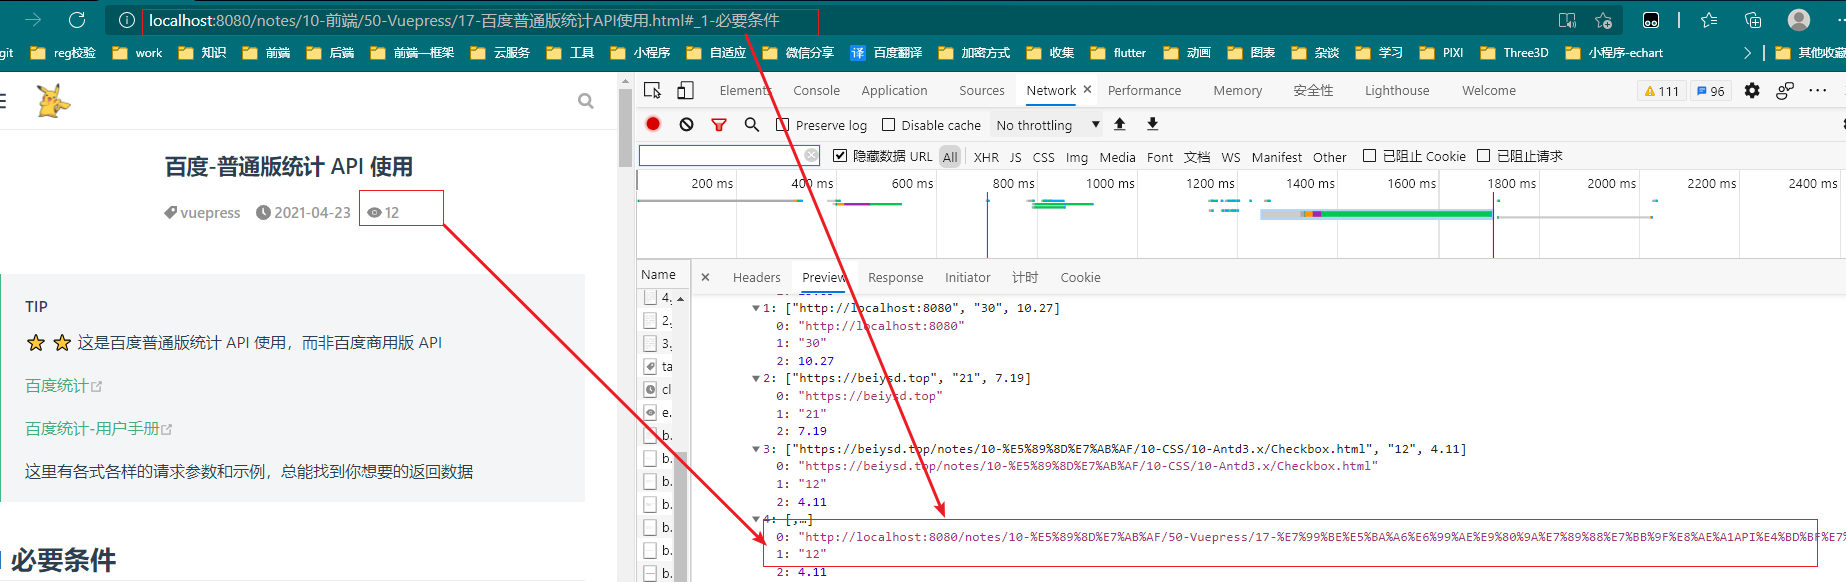 localhost:8080/notes/10-前端/50-Vuepress/17-百度普通版统计API使用.html#_1-必要条件
git reg校验 work 知识 前端 后端 前端—框架 云服务 工具 小程序 自适应 微信分享 译 百度翻译 加密方式 收集 flutter 动画 图表 杂谈 学习 PIXI Three3D 小程序-echart 其他收藏
百度-普通版统计 API 使用
vuepress 2021-04-23 12
TIP
⭐ ⭐ 这是百度普通版统计 API 使用，而非百度商用版 API
百度统计
百度统计-用户手册
这里有各式各样的请求参数和示例，总能找到你想要的返回数据
必要条件
Elements Console Application Sources Network × Performance Memory 安全性 Lighthouse Welcome 111 96
Preserve log Disable cache No throttling
隐藏数据 URL All XHR JS CSS Img Media Font 文档 WS Manifest Other 已阻止 Cookie 已阻止请求
200 ms 400 ms 600 ms 800 ms 1000 ms 1200 ms 1400 ms 1600 ms 1800 ms 2000 ms 2200 ms 2400 ms
Name × Headers Preview Response Initiator 计时 Cookie
4.
2.
3.
ta
cl
e.
b.
b.
b.
b.
b.
b.
b.
1: ["http://localhost:8080", "30", 10.27]
0: "http://localhost:8080"
1: "30"
2: 10.27
2: ["https://beiysd.top", "21", 7.19]
0: "https://beiysd.top"
1: "21"
2: 7.19
3: ["https://beiysd.top/notes/10-%E5%89%8D%E7%AB%AF/10-CSS/10-Antd3.x/Checkbox.html", "12", 4.11]
0: "https://beiysd.top/notes/10-%E5%89%8D%E7%AB%AF/10-CSS/10-Antd3.x/Checkbox.html"
1: "12"
2: 4.11
4: [,…]
0: "http://localhost:8080/notes/10-%E5%89%8D%E7%AB%AF/50-Vuepress/17-%E7%99%BE%E5%BA%A6%E6%99%AE%E9%80%9A%E7%89%88%E7%BB%9F%E8%AE%A1API%E4%BD%BF%E7%
1: "12"
2: 4.11